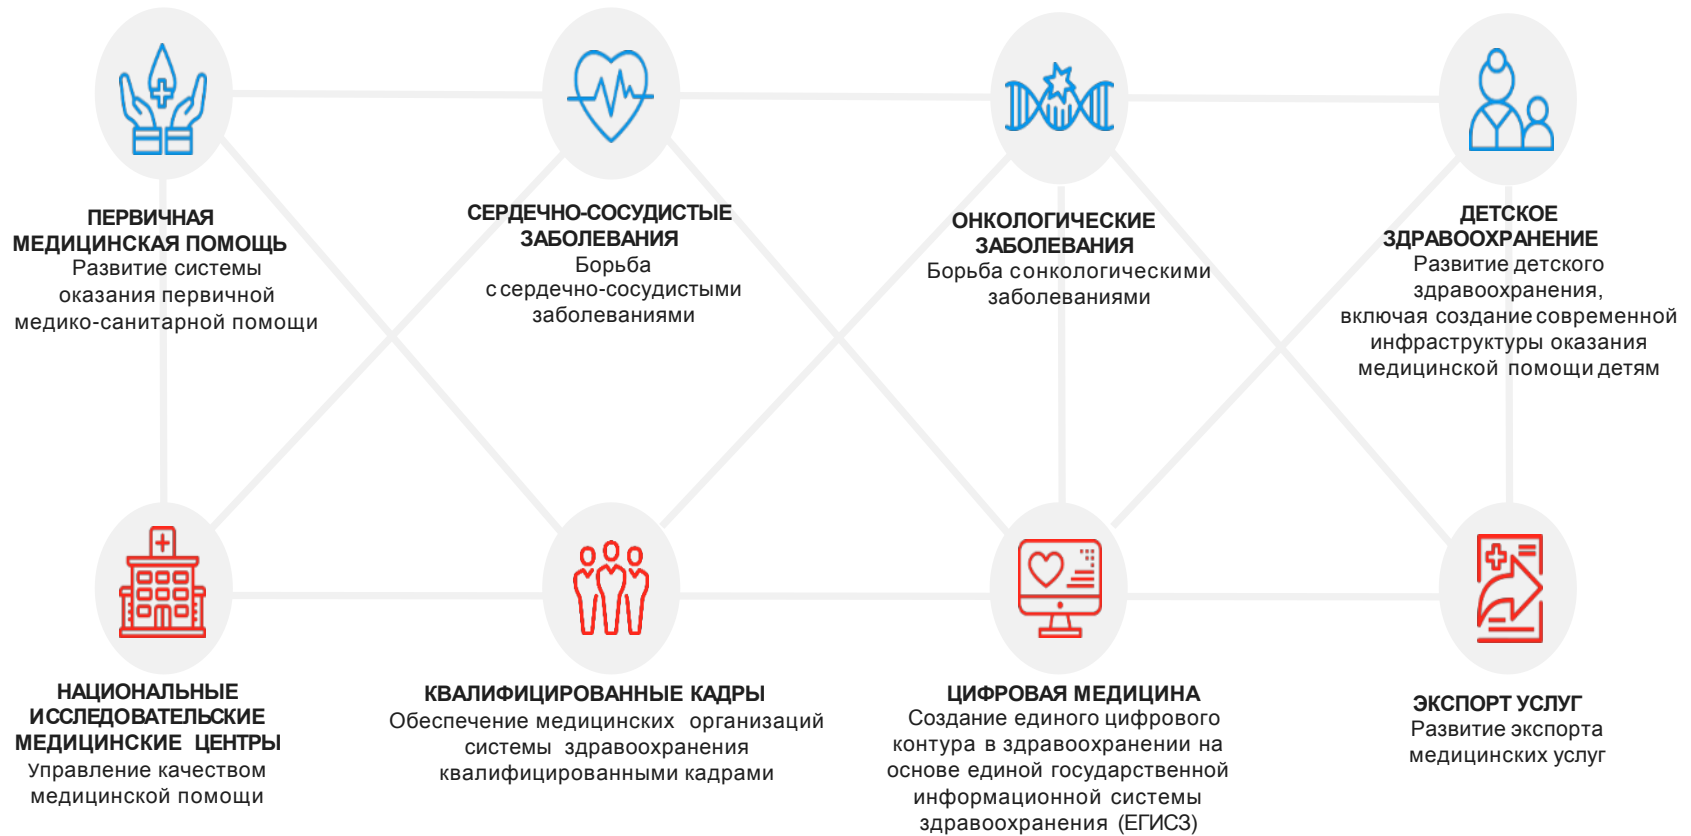 ПЕРВИЧНАЯ
МЕДИЦИНСКАЯ ПОМОЩЬ
Развитие системы
оказания первичной
медико-санитарной помощи
СЕРДЕЧНО-СОСУДИСТЫЕ
ЗАБОЛЕВАНИЯ
Борьба
с сердечно-сосудистыми
заболеваниями
ОНКОЛОГИЧЕСКИЕ
ЗАБОЛЕВАНИЯ
Борьба с онкологическими
заболеваниями
ДЕТСКОЕ
ЗДРАВООХРАНЕНИЕ
Развитие детского
здравоохранения,
включая создание современной
инфраструктуры оказания
медицинской помощи детям
НАЦИОНАЛЬНЫЕ
ИССЛЕДОВАТЕЛЬСКИЕ
МЕДИЦИНСКИЕ ЦЕНТРЫ
Управление качеством
медицинской помощи
КВАЛИФИЦИРОВАННЫЕ КАДРЫ
Обеспечение медицинских организаций
системы здравоохранения
квалифицированными кадрами
ЦИФРОВАЯ МЕДИЦИНА
Создание единого цифрового
контура в здравоохранении на
основе единой государственной
информационной системы
здравоохранения (ЕГИСЗ)
ЭКСПОРТ УСЛУГ
Развитие экспорта
медицинских услуг